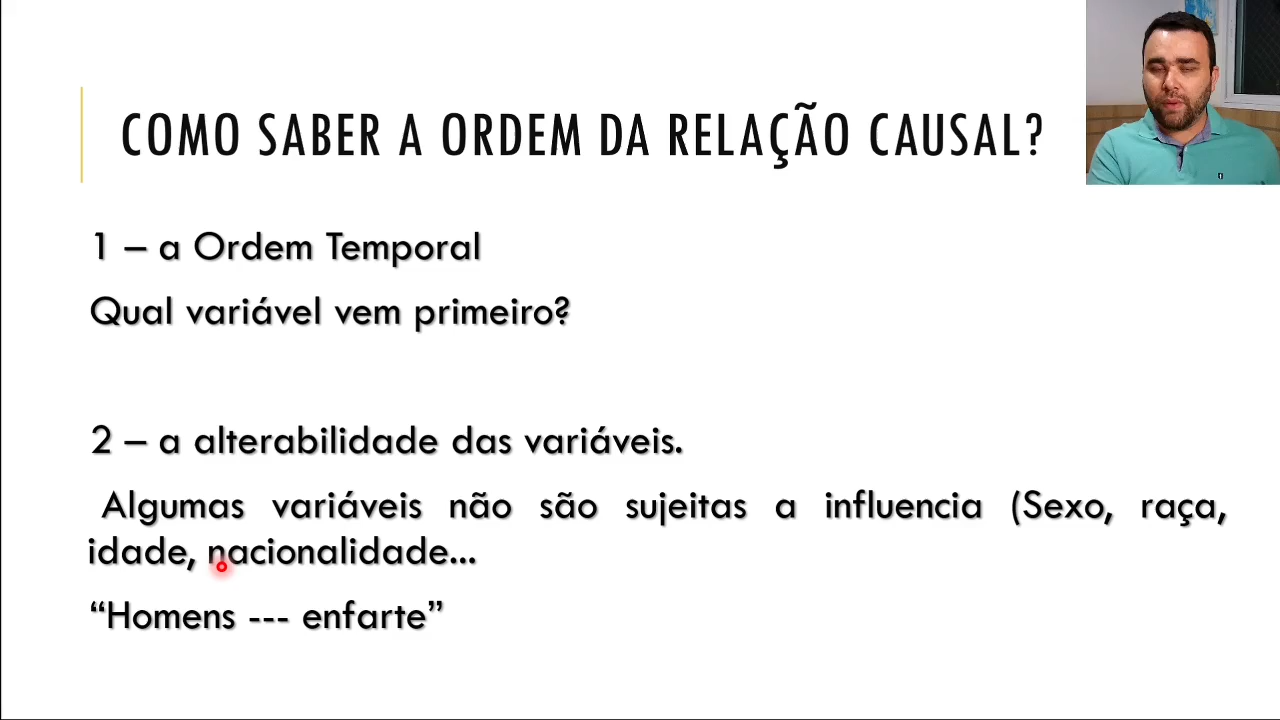 COMO SABER A ORDEM DA RELAÇÃO CAUSAL?
1 – a Ordem Temporal
Qual variável vem primeiro?
2 – a alterabilidade das variáveis.
Algumas variáveis não são sujeitas a influencia (Sexo, raça,
idade, nacionalidade...
“Homens --- enfarte”